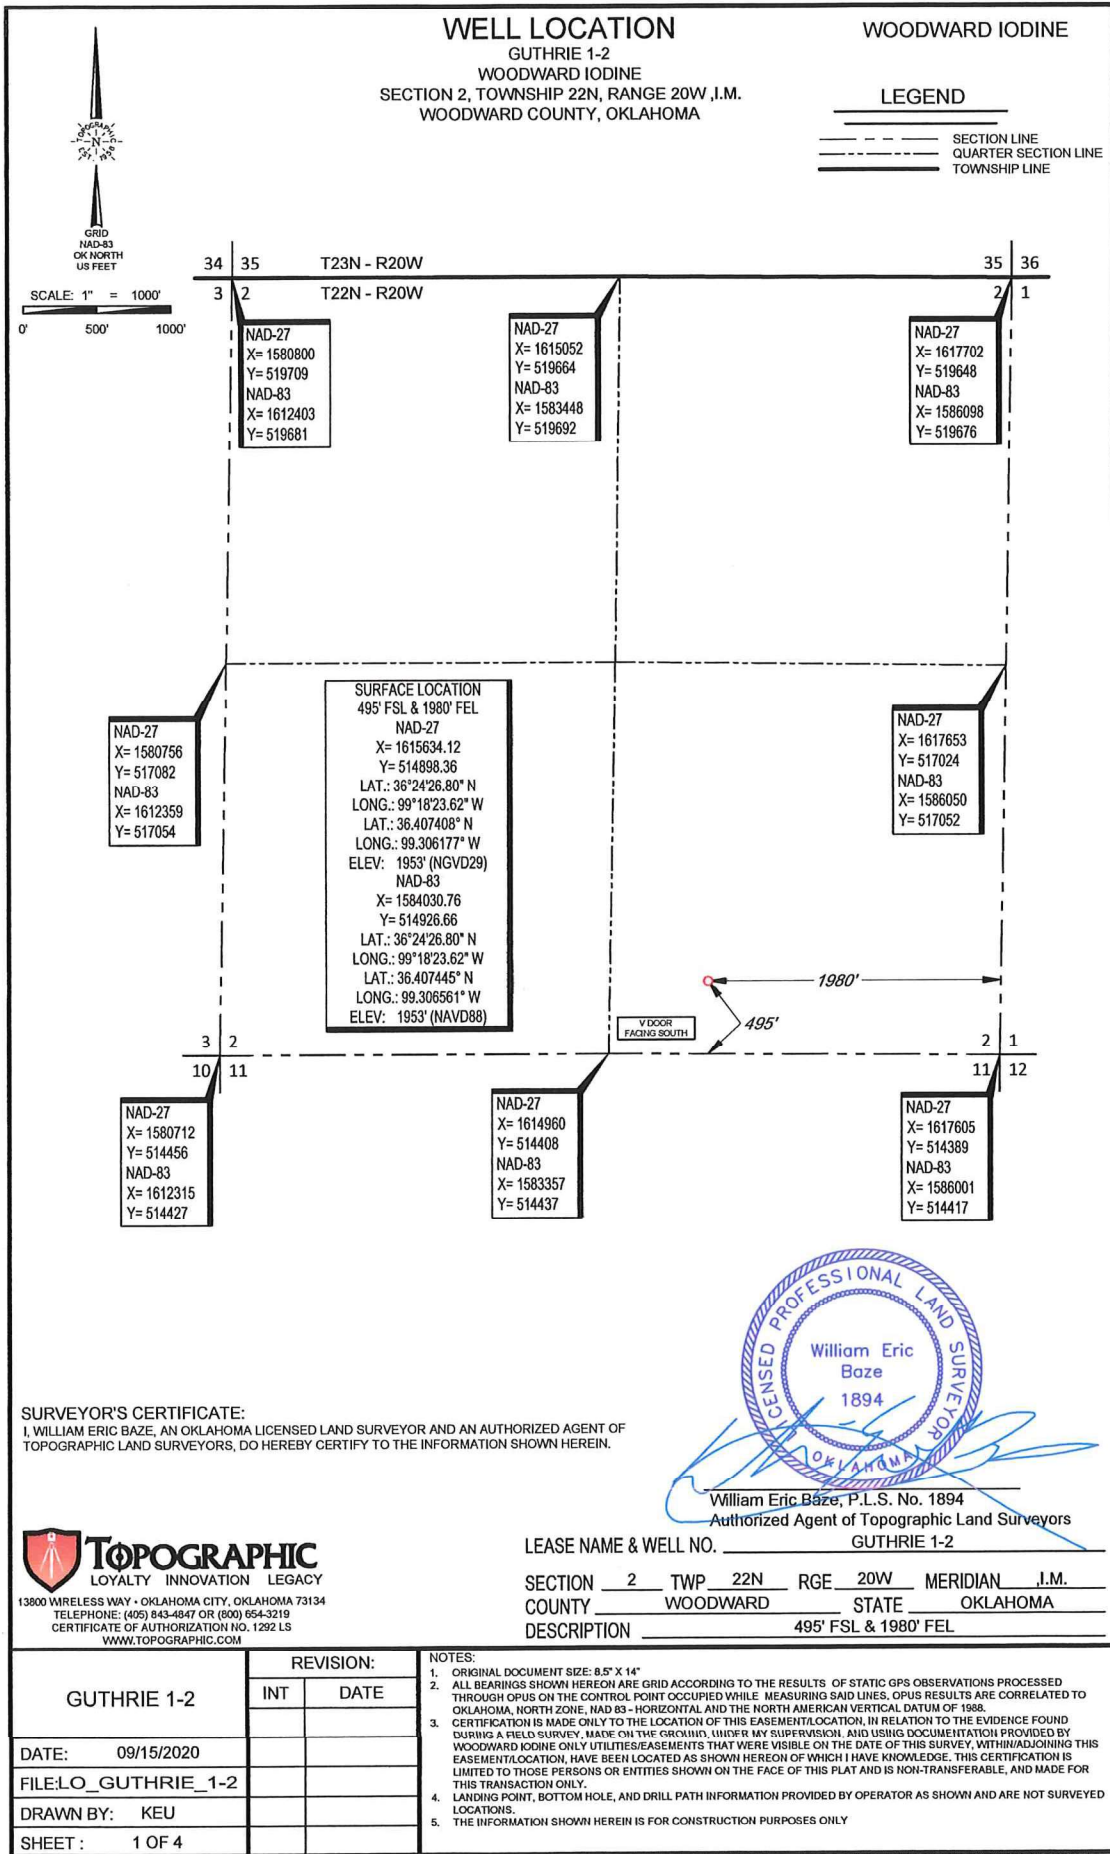 WELL LOCATION
GUTHRIE 1-2
WOODWARD IODINE
SECTION 2, TOWNSHIP 22N, RANGE 20W ,I.M.
WOODWARD COUNTY, OKLAHOMA
WOODWARD IODINE
LEGEND
SECTION LINE
QUARTER SECTION LINE
TOWNSHIP LINE
TOPOGRAPHIC
N
EST. 1958
GRID
NAD-83
OK NORTH
US FEET
SCALE: 1" = 1000'
0' 500' 1000'
34 35 T23N - R20W 35 36
3 2 T22N - R20W 2 1
NAD-27
X= 1580800
Y= 519709
NAD-83
X= 1612403
Y= 519681
NAD-27
X= 1615052
Y= 519664
NAD-83
X= 1583448
Y= 519692
NAD-27
X= 1617702
Y= 519648
NAD-83
X= 1586098
Y= 519676
NAD-27
X= 1580756
Y= 517082
NAD-83
X= 1612359
Y= 517054
SURFACE LOCATION
495' FSL & 1980' FEL
NAD-27
X= 1615634.12
Y= 514898.36
LAT.: 36°24'26.80" N
LONG.: 99°18'23.62" W
LAT.: 36.407408° N
LONG.: 99.306177° W
ELEV: 1953' (NGVD29)
NAD-83
X= 1584030.76
Y= 514926.66
LAT.: 36°24'26.80" N
LONG.: 99°18'23.62" W
LAT.: 36.407445° N
LONG.: 99.306561° W
ELEV: 1953' (NAVD88)
NAD-27
X= 1617653
Y= 517024
NAD-83
X= 1586050
Y= 517052
1980'
495'
V DOOR
FACING SOUTH
3 2 2 1
10 11 11 12
NAD-27
X= 1580712
Y= 514456
NAD-83
X= 1612315
Y= 514427
NAD-27
X= 1614960
Y= 514408
NAD-83
X= 1583357
Y= 514437
NAD-27
X= 1617605
Y= 514389
NAD-83
X= 1586001
Y= 514417
LICENSED PROFESSIONAL LAND SURVEYOR
William Eric
Baze
1894
OKLAHOMA
SURVEYOR'S CERTIFICATE:
I, WILLIAM ERIC BAZE, AN OKLAHOMA LICENSED LAND SURVEYOR AND AN AUTHORIZED AGENT OF
TOPOGRAPHIC LAND SURVEYORS, DO HEREBY CERTIFY TO THE INFORMATION SHOWN HEREIN.
William Eric Baze, P.L.S. No. 1894
Authorized Agent of Topographic Land Surveyors
TOPOGRAPHIC
LOYALTY INNOVATION LEGACY
13800 WIRELESS WAY • OKLAHOMA CITY, OKLAHOMA 73134
TELEPHONE: (405) 843-4847 OR (800) 654-3219
CERTIFICATE OF AUTHORIZATION NO. 1292 LS
WWW.TOPOGRAPHIC.COM
LEASE NAME & WELL NO. GUTHRIE 1-2
SECTION 2 TWP 22N RGE 20W MERIDIAN ,I.M.
COUNTY WOODWARD STATE OKLAHOMA
DESCRIPTION 495' FSL & 1980' FEL
GUTHRIE 1-2
REVISION:
INT DATE
DATE: 09/15/2020
FILE:LO_GUTHRIE_1-2
DRAWN BY: KEU
SHEET : 1 OF 4
NOTES:
1. ORIGINAL DOCUMENT SIZE: 8.5" X 14"
2. ALL BEARINGS SHOWN HEREON ARE GRID ACCORDING TO THE RESULTS OF STATIC GPS OBSERVATIONS PROCESSED
THROUGH OPUS ON THE CONTROL POINT OCCUPIED WHILE MEASURING SAID LINES. OPUS RESULTS ARE CORRELATED TO
OKLAHOMA, NORTH ZONE, NAD 83 - HORIZONTAL AND THE NORTH AMERICAN VERTICAL DATUM OF 1988.
3. CERTIFICATION IS MADE ONLY TO THE LOCATION OF THIS EASEMENT/LOCATION, IN RELATION TO THE EVIDENCE FOUND
DURING A FIELD SURVEY, MADE ON THE GROUND, UNDER MY SUPERVISION, AND USING DOCUMENTATION PROVIDED BY
WOODWARD IODINE ONLY UTILITIES/EASEMENTS THAT WERE VISIBLE ON THE DATE OF THIS SURVEY, WITHIN/ADJOINING THIS
EASEMENT/LOCATION, HAVE BEEN LOCATED AS SHOWN HEREON OF WHICH I HAVE KNOWLEDGE. THIS CERTIFICATION IS
LIMITED TO THOSE PERSONS OR ENTITIES SHOWN ON THE FACE OF THIS PLAT AND IS NON-TRANSFERABLE, AND MADE FOR
THIS TRANSACTION ONLY.
4. LANDING POINT, BOTTOM HOLE, AND DRILL PATH INFORMATION PROVIDED BY OPERATOR AS SHOWN AND ARE NOT SURVEYED
LOCATIONS.
5. THE INFORMATION SHOWN HEREIN IS FOR CONSTRUCTION PURPOSES ONLY